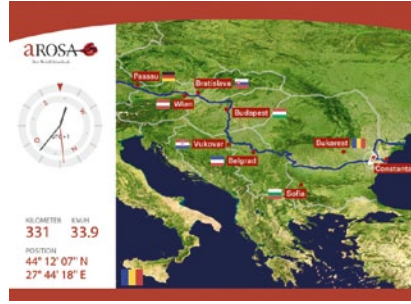 aROSA
Passau
Bratislava
Wien
Budapest
Vukovar
Bukarest
Belgrad
Constanta
Sofia
KILOMETER KM/H
331 33.9
POSITION
44° 12' 07" N
27° 44' 18" E